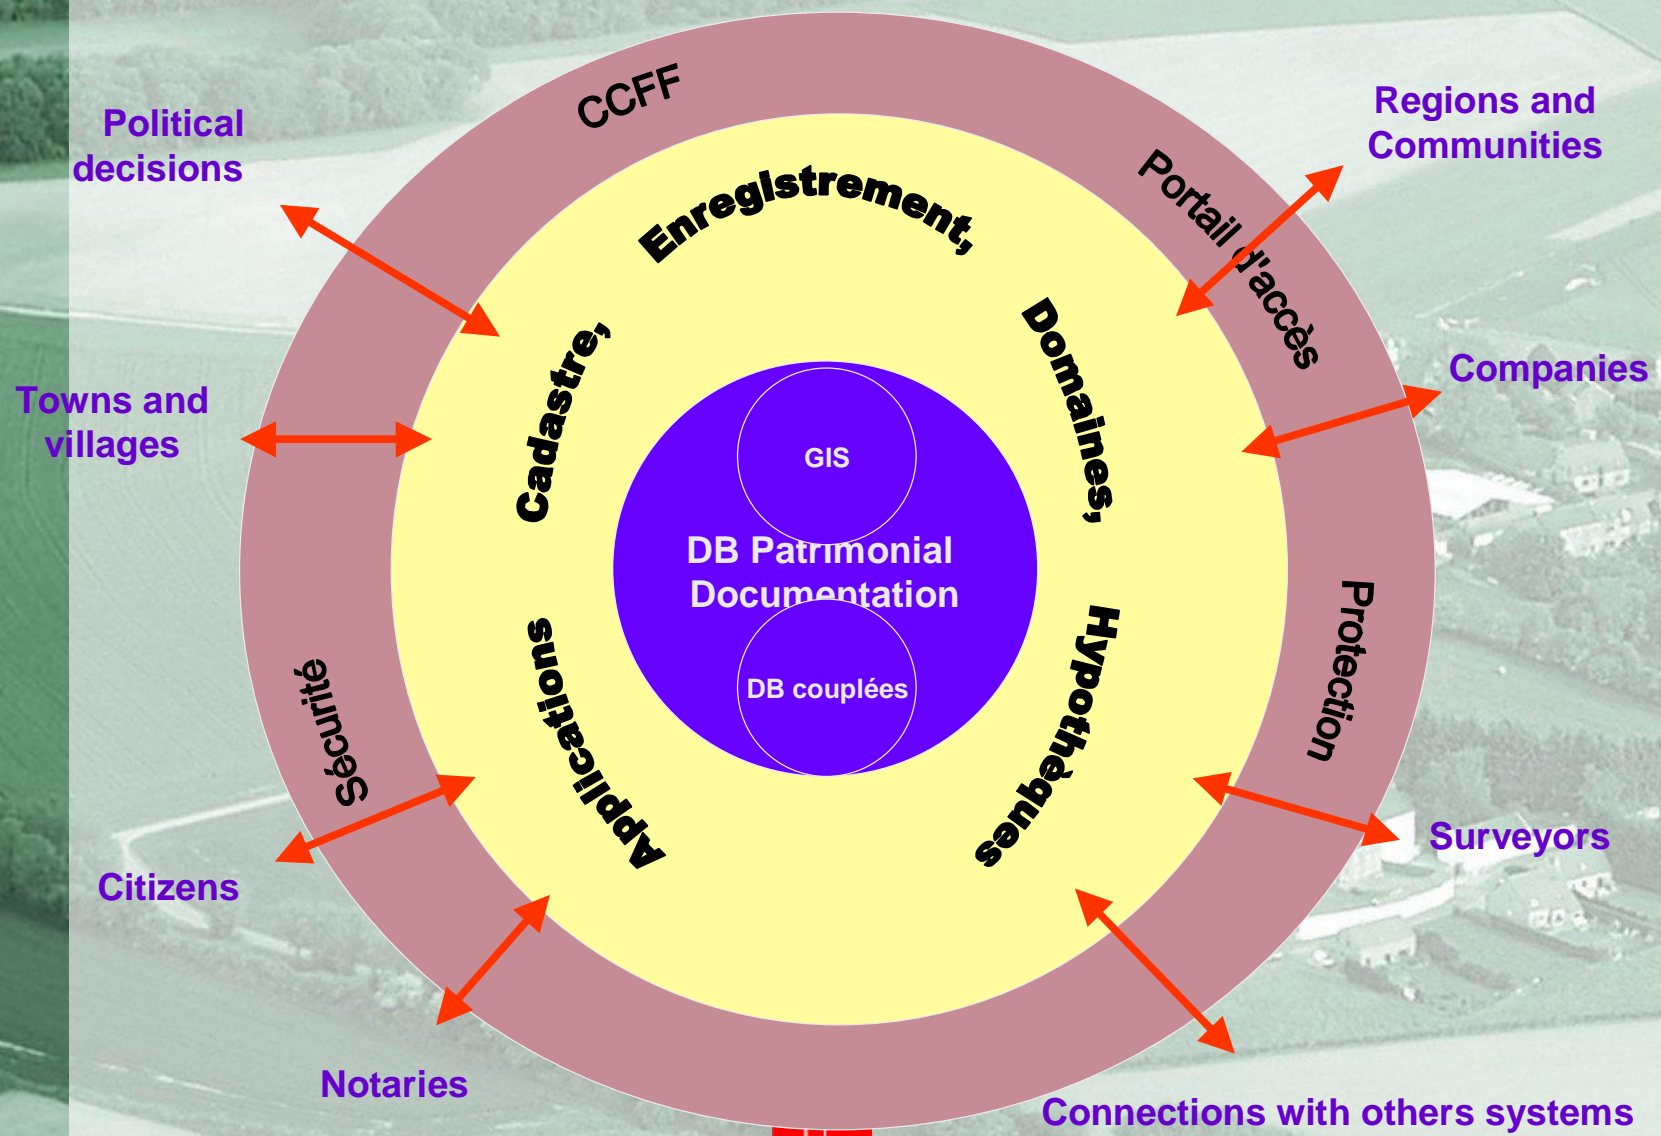 CCFF
Political
decisions
Regions and
Communities
Portail d'accès
Enregistrement,
Cadastre,
Domaines,
Companies
Towns and
villages
GIS
DB Patrimonial
Documentation
DB couplées
Applications
Hypothèques
Sécurité
Protection
Surveyors
Citizens
Notaries
Connections with others systems